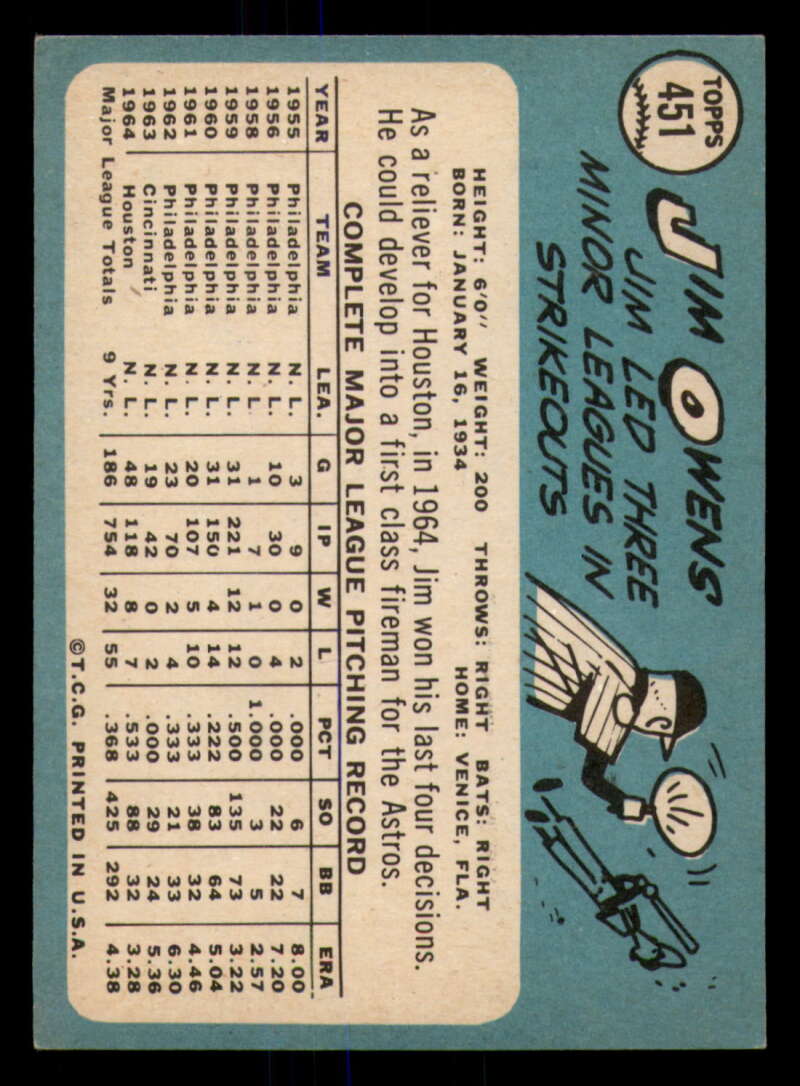 TOPPS
451
JIM OWENS
JIM LED THREE
MINOR LEAGUES IN
STRIKEOUTS
HEIGHT: 6'0" WEIGHT: 200 THROWS: RIGHT BATS: RIGHT
BORN: JANUARY 16, 1934 HOME: VENICE, FLA.
As a reliever for Houston, in 1964, Jim won his last four decisions.
He could develop into a first class fireman for the Astros.
COMPLETE MAJOR LEAGUE PITCHING RECORD
YEAR TEAM LEA. G IP W L PCT SO BB ERA
1955 Philadelphia N. L. 3 9 0 2 .000 6 7 8.00
1956 Philadelphia N. L. 10 30 0 4 .000 22 22 7.20
1958 Philadelphia N. L. 1 7 1 0 1.000 3 5 2.57
1959 Philadelphia N. L. 31 221 12 12 .500 135 73 3.22
1960 Philadelphia N. L. 31 150 4 14 .222 83 64 5.04
1961 Philadelphia N. L. 20 107 5 10 .333 38 32 4.46
1962 Philadelphia N. L. 23 70 2 4 .333 21 33 6.30
1963 Cincinnati N. L. 19 42 0 2 .000 29 24 5.36
1964 Houston N. L. 48 118 8 7 .533 88 32 3.28
Major League Totals 9 Yrs. 186 754 32 55 .368 425 292 4.38
©T.C.G. PRINTED IN U.S.A.